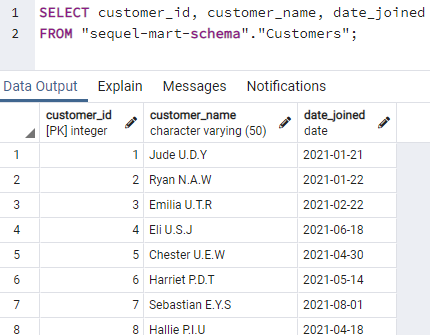 1 SELECT customer_id, customer_name, date_joined
2 FROM "sequel-mart-schema"."Customers";
Data Output Explain Messages Notifications
customer_id customer_name date_joined
[PK] integer character varying (50) date
1 1 Jude U.D.Y 2021-01-21
2 2 Ryan N.A.W 2021-01-22
3 3 Emilia U.T.R 2021-02-22
4 4 Eli U.S.J 2021-06-18
5 5 Chester U.E.W 2021-04-30
6 6 Harriet P.D.T 2021-05-14
7 7 Sebastian E.Y.S 2021-08-01
8 8 Hallie P.I.U 2021-04-18